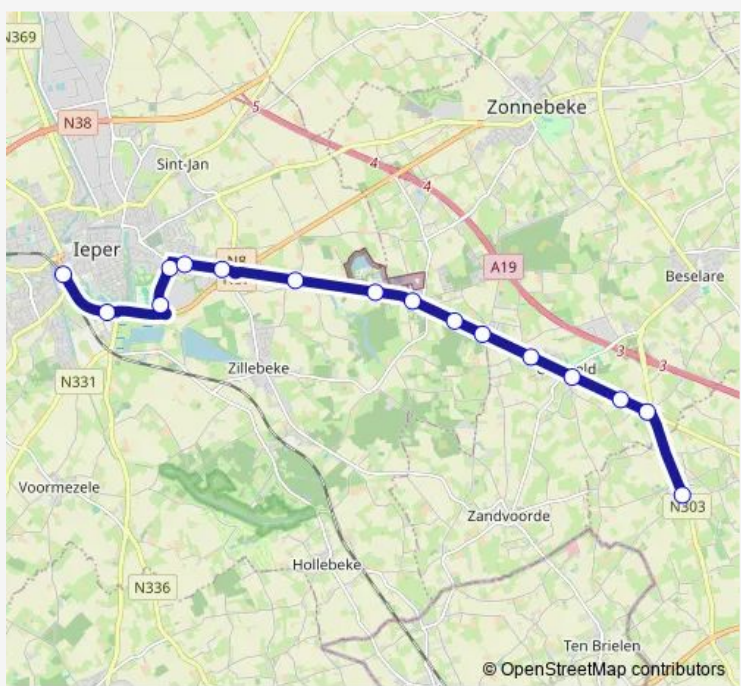 N369
Zonnebeke
5
N38
4
Sint-Jan
4
Ieper
N8
A19
Beselare
3
3
Zillebeke
N331
Voormezele
Zandvoorde
N303
Hollebeke
N336
Ten Brielen
© OpenStreetMap contributors